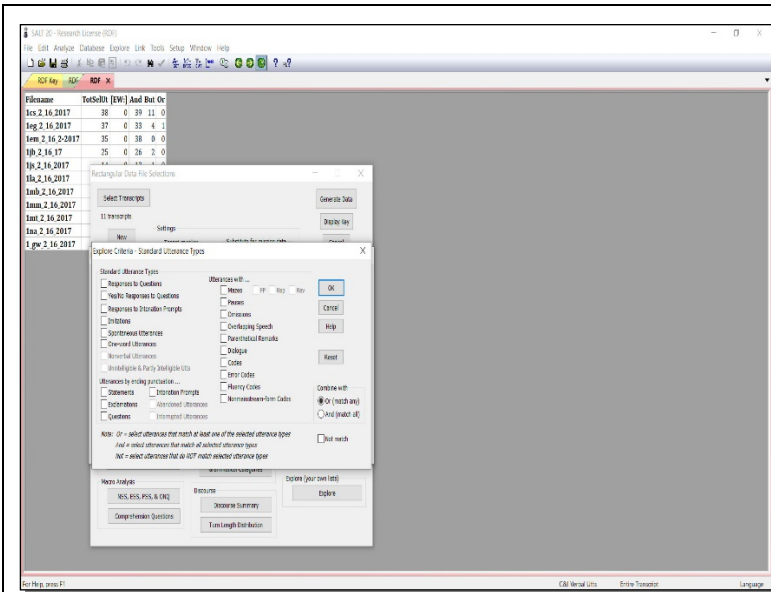 SALT 20 - Research License (RDF)
File Edit Analyze Database Explore Link Tools Setup Window Help
RDF Key RDF RDF X
Filename TotSelUt [EW:] And But Or
1cs_2_16_2017 38 0 39 11 0
1eg_2_16_2017 37 0 33 4 1
1em_2_16_2-2017 35 0 38 0 0
1jb_2_16_17 25 0 26 2 0
1js_2_16_2017
1la_2_16_2017
1mb_2_16_2017
1mm_2_16_2017
1mt_2_16_2017
1na_2_16_2017
1_gw_2_16_2017
Rectangular Data File Selections
Select Transcripts Generate Data
11 transcripts Display Key
New Settings
Explore Criteria - Standard Utterance Types X
Standard Utterance Types
Responses to Questions
Yes/No Responses to Questions
Responses to Intonation Prompts
Imitations
Spontaneous Utterances
One-word Utterances
Nonverbal Utterances
Unintelligible & Partly Intelligible Utts
Utterances by ending punctuation ...
Statements Intonation Prompts
Exclamations Abandoned Utterances
Questions Interrupted Utterances
Utterances with ...
Mazes FP Rep Rev
Pauses
Omissions
Overlapping Speech
Parenthetical Remarks
Dialogue
Codes
Error Codes
Fluency Codes
Nonmainstream-form Codes
OK
Cancel
Help
Reset
Combine with
Or (match any)
And (match all)
Not match
Note: Or = select utterances that match at least one of the selected utterance types
And = select utterances that match all selected utterance types
Not = select utterances that do NOT match selected utterance types
Macro Analysis
NSS, ESS, PSS, & CNQ
Comprehension Questions
Discourse
Discourse Summary
Turn Length Distribution
Explore (your own lists)
Explore
For Help, press F1 C&I Verbal Utts Entire Transcript Language